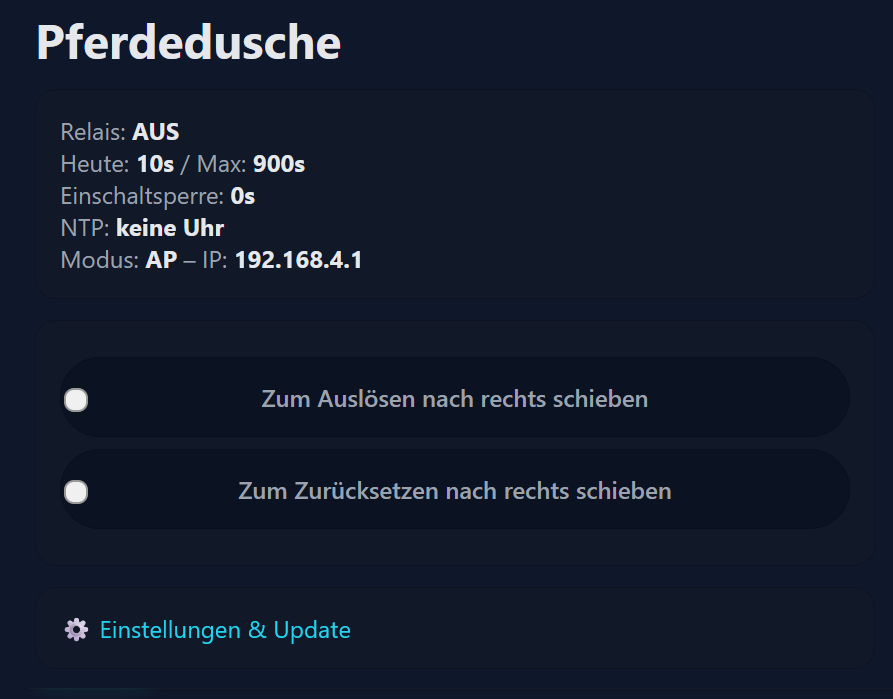 Pferdedusche
Relais: AUS
Heute: 10s / Max: 900s
Einschaltsperre: 0s
NTP: keine Uhr
Modus: AP – IP: 192.168.4.1
Zum Auslösen nach rechts schieben
Zum Zurücksetzen nach rechts schieben
Einstellungen & Update